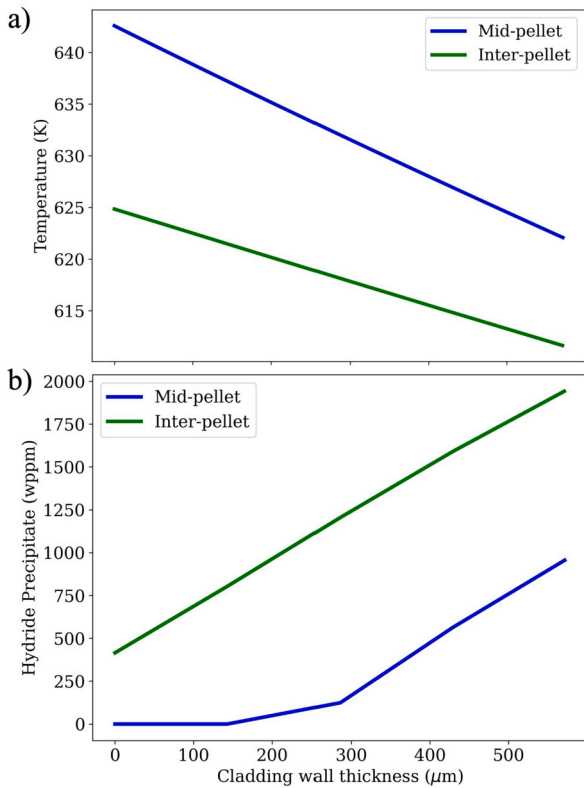 a)
Temperature (K)
640
635
630
625
620
615
Mid-pellet
Inter-pellet
b)
Hydride Precipitate (wppm)
2000
1750
1500
1250
1000
750
500
250
0
Mid-pellet
Inter-pellet
0 100 200 300 400 500
Cladding wall thickness (μm)